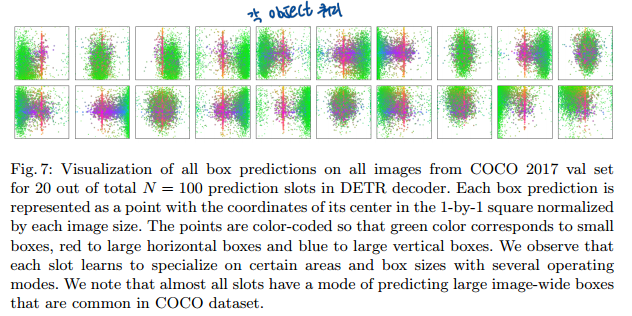 각 object 쿼리
Fig. 7: Visualization of all box predictions on all images from COCO 2017 val set
for 20 out of total N = 100 prediction slots in DETR decoder. Each box prediction is
represented as a point with the coordinates of its center in the 1-by-1 square normalized
by each image size. The points are color-coded so that green color corresponds to small
boxes, red to large horizontal boxes and blue to large vertical boxes. We observe that
each slot learns to specialize on certain areas and box sizes with several operating
modes. We note that almost all slots have a mode of predicting large image-wide boxes
that are common in COCO dataset.